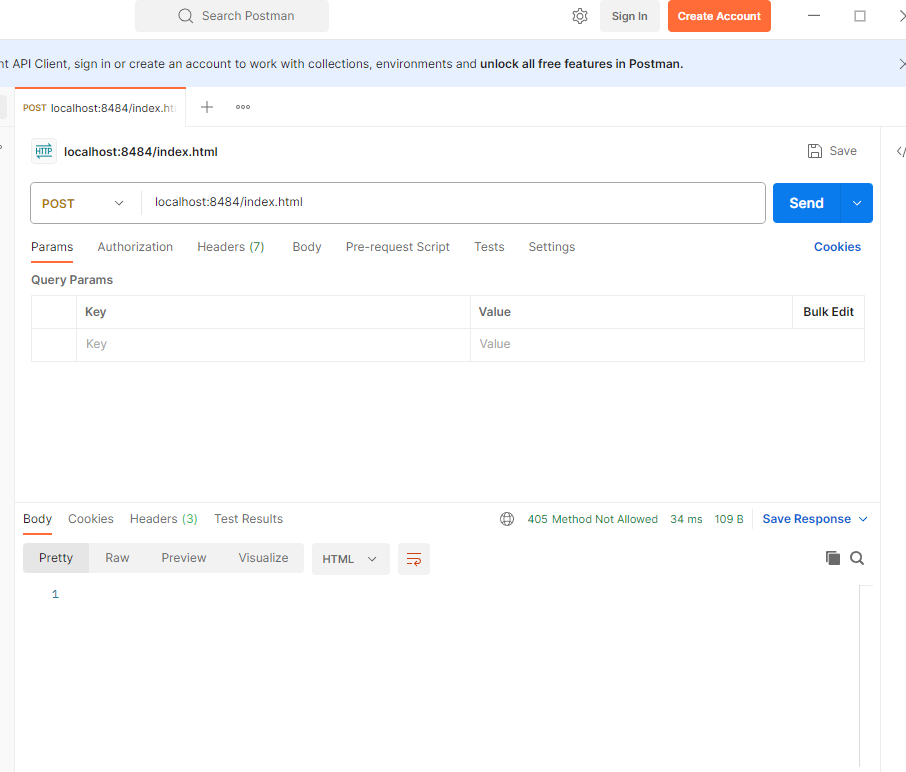 Search Postman
Sign In
Create Account
nt API Client, sign in or create an account to work with collections, environments and unlock all free features in Postman.
POST localhost:8484/index.ht
HTTP localhost:8484/index.html
Save
</
POST
localhost:8484/index.html
Send
Params Authorization Headers (7) Body Pre-request Script Tests Settings Cookies
Query Params
Key Value Bulk Edit
Key Value
Body Cookies Headers (3) Test Results 405 Method Not Allowed 34 ms 109 B Save Response
Pretty Raw Preview Visualize HTML
1